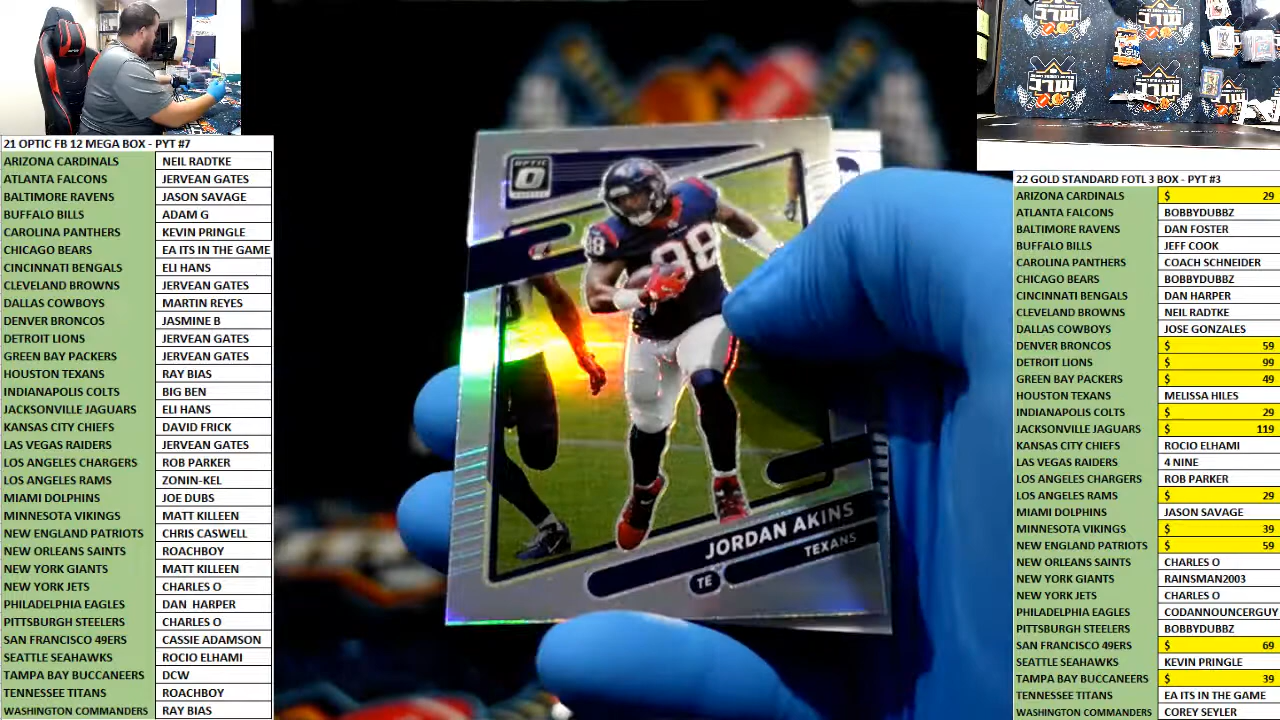 21 OPTIC FB 12 MEGA BOX - PYT #7
ARIZONA CARDINALS NEIL RADTKE
ATLANTA FALCONS JERVEAN GATES
BALTIMORE RAVENS JASON SAVAGE
BUFFALO BILLS ADAM G
CAROLINA PANTHERS KEVIN PRINGLE
CHICAGO BEARS EA ITS IN THE GAME
CINCINNATI BENGALS ELI HANS
CLEVELAND BROWNS JERVEAN GATES
DALLAS COWBOYS MARTIN REYES
DENVER BRONCOS JASMINE B
DETROIT LIONS JERVEAN GATES
GREEN BAY PACKERS JERVEAN GATES
HOUSTON TEXANS RAY BIAS
INDIANAPOLIS COLTS BIG BEN
JACKSONVILLE JAGUARS ELI HANS
KANSAS CITY CHIEFS DAVID FRICK
LAS VEGAS RAIDERS JERVEAN GATES
LOS ANGELES CHARGERS ROB PARKER
LOS ANGELES RAMS ZONIN-KEL
MIAMI DOLPHINS JOE DUBS
MINNESOTA VIKINGS MATT KILLEEN
NEW ENGLAND PATRIOTS CHRIS CASWELL
NEW ORLEANS SAINTS ROACHBOY
NEW YORK GIANTS MATT KILLEEN
NEW YORK JETS CHARLES O
PHILADELPHIA EAGLES DAN HARPER
PITTSBURGH STEELERS CHARLES O
SAN FRANCISCO 49ERS CASSIE ADAMSON
SEATTLE SEAHAWKS ROCIO ELHAMI
TAMPA BAY BUCCANEERS DCW
TENNESSEE TITANS ROACHBOY
WASHINGTON COMMANDERS RAY BIAS
OPTIC
88
88
JORDAN AKINS
TEXANS
TE
22 GOLD STANDARD FOTL 3 BOX - PYT #3
ARIZONA CARDINALS $ 29
ATLANTA FALCONS BOBBYDUBBZ
BALTIMORE RAVENS DAN FOSTER
BUFFALO BILLS JEFF COOK
CAROLINA PANTHERS COACH SCHNEIDER
CHICAGO BEARS BOBBYDUBBZ
CINCINNATI BENGALS DAN HARPER
CLEVELAND BROWNS NEIL RADTKE
DALLAS COWBOYS JOSE GONZALES
DENVER BRONCOS $ 59
DETROIT LIONS $ 99
GREEN BAY PACKERS $ 49
HOUSTON TEXANS MELISSA HILES
INDIANAPOLIS COLTS $ 29
JACKSONVILLE JAGUARS $ 119
KANSAS CITY CHIEFS ROCIO ELHAMI
LAS VEGAS RAIDERS 4 NINE
LOS ANGELES CHARGERS ROB PARKER
LOS ANGELES RAMS $ 29
MIAMI DOLPHINS JASON SAVAGE
MINNESOTA VIKINGS $ 39
NEW ENGLAND PATRIOTS $ 59
NEW ORLEANS SAINTS CHARLES O
NEW YORK GIANTS RAINSMAN2003
NEW YORK JETS CHARLES O
PHILADELPHIA EAGLES CODANNOUNCERGUY
PITTSBURGH STEELERS BOBBYDUBBZ
SAN FRANCISCO 49ERS $ 69
SEATTLE SEAHAWKS KEVIN PRINGLE
TAMPA BAY BUCCANEERS $ 39
TENNESSEE TITANS EA ITS IN THE GAME
WASHINGTON COMMANDERS COREY SEYLER